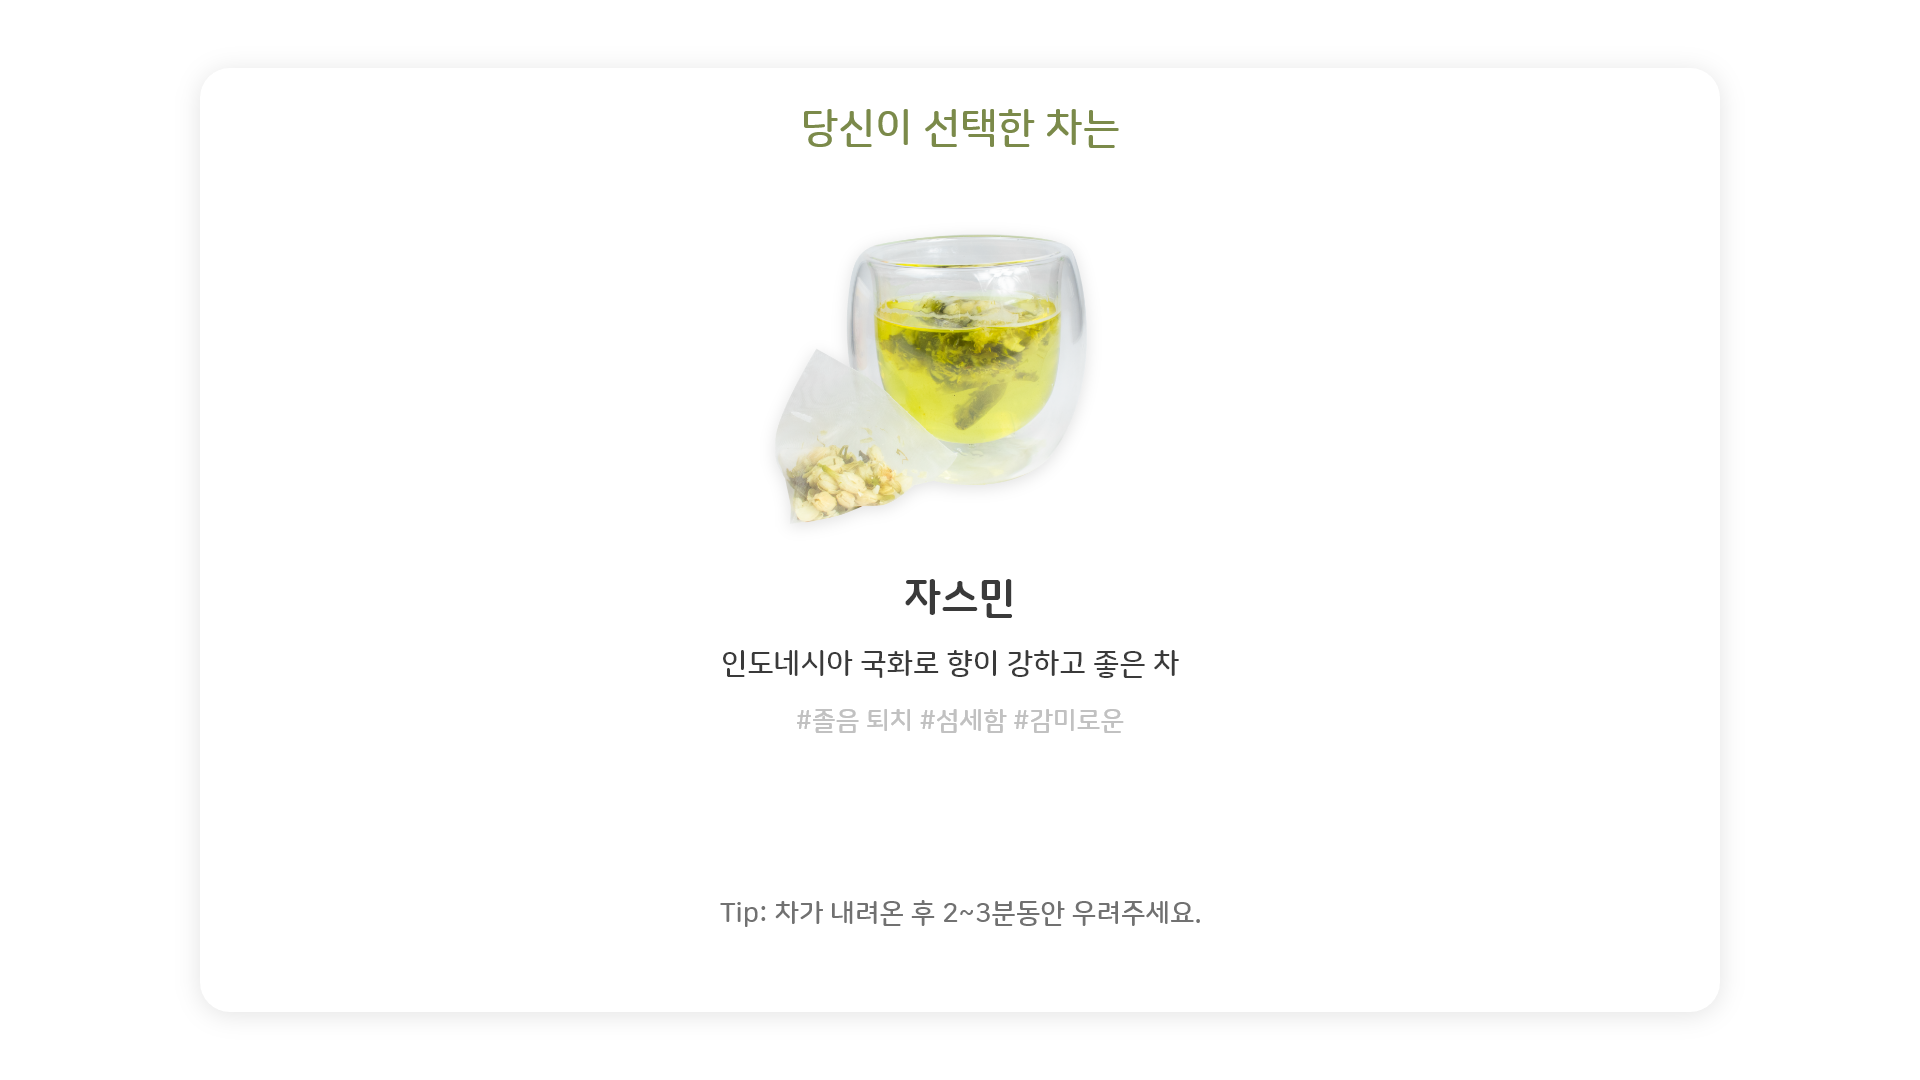 당신이 선택한 차는
자스민
인도네시아 국화로 향이 강하고 좋은 차
#졸음 퇴치 #섬세함 #감미로운
Tip: 차가 내려온 후 2~3분동안 우려주세요.